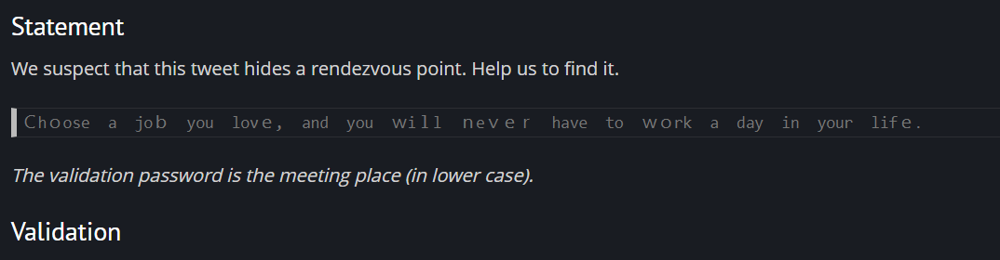 Statement
We suspect that this tweet hides a rendezvous point. Help us to find it.
Choose a job you love, and you will never have to work a day in your life.
The validation password is the meeting place (in lower case).
Validation